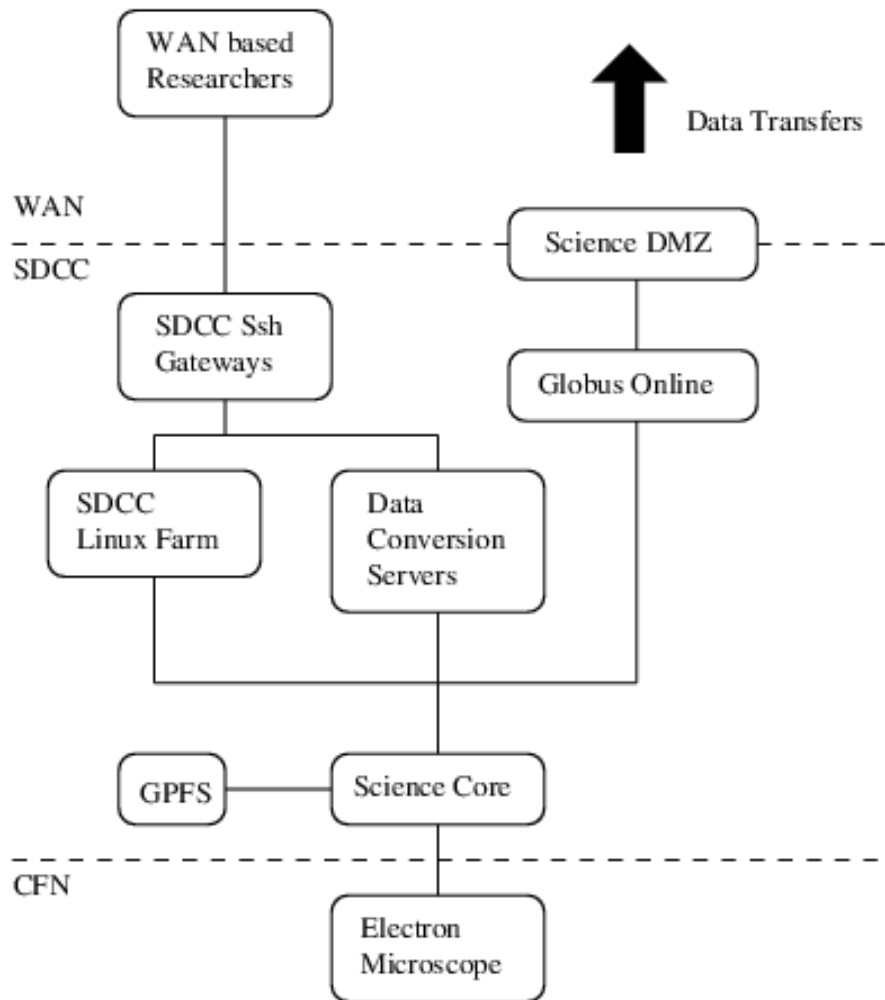 WAN based
Researchers
Data Transfers
WAN
Science DMZ
SDCC
SDCC Ssh
Gateways
Globus Online
SDCC
Linux Farm
Data
Conversion
Servers
GPFS
Science Core
CFN
Electron
Microscope